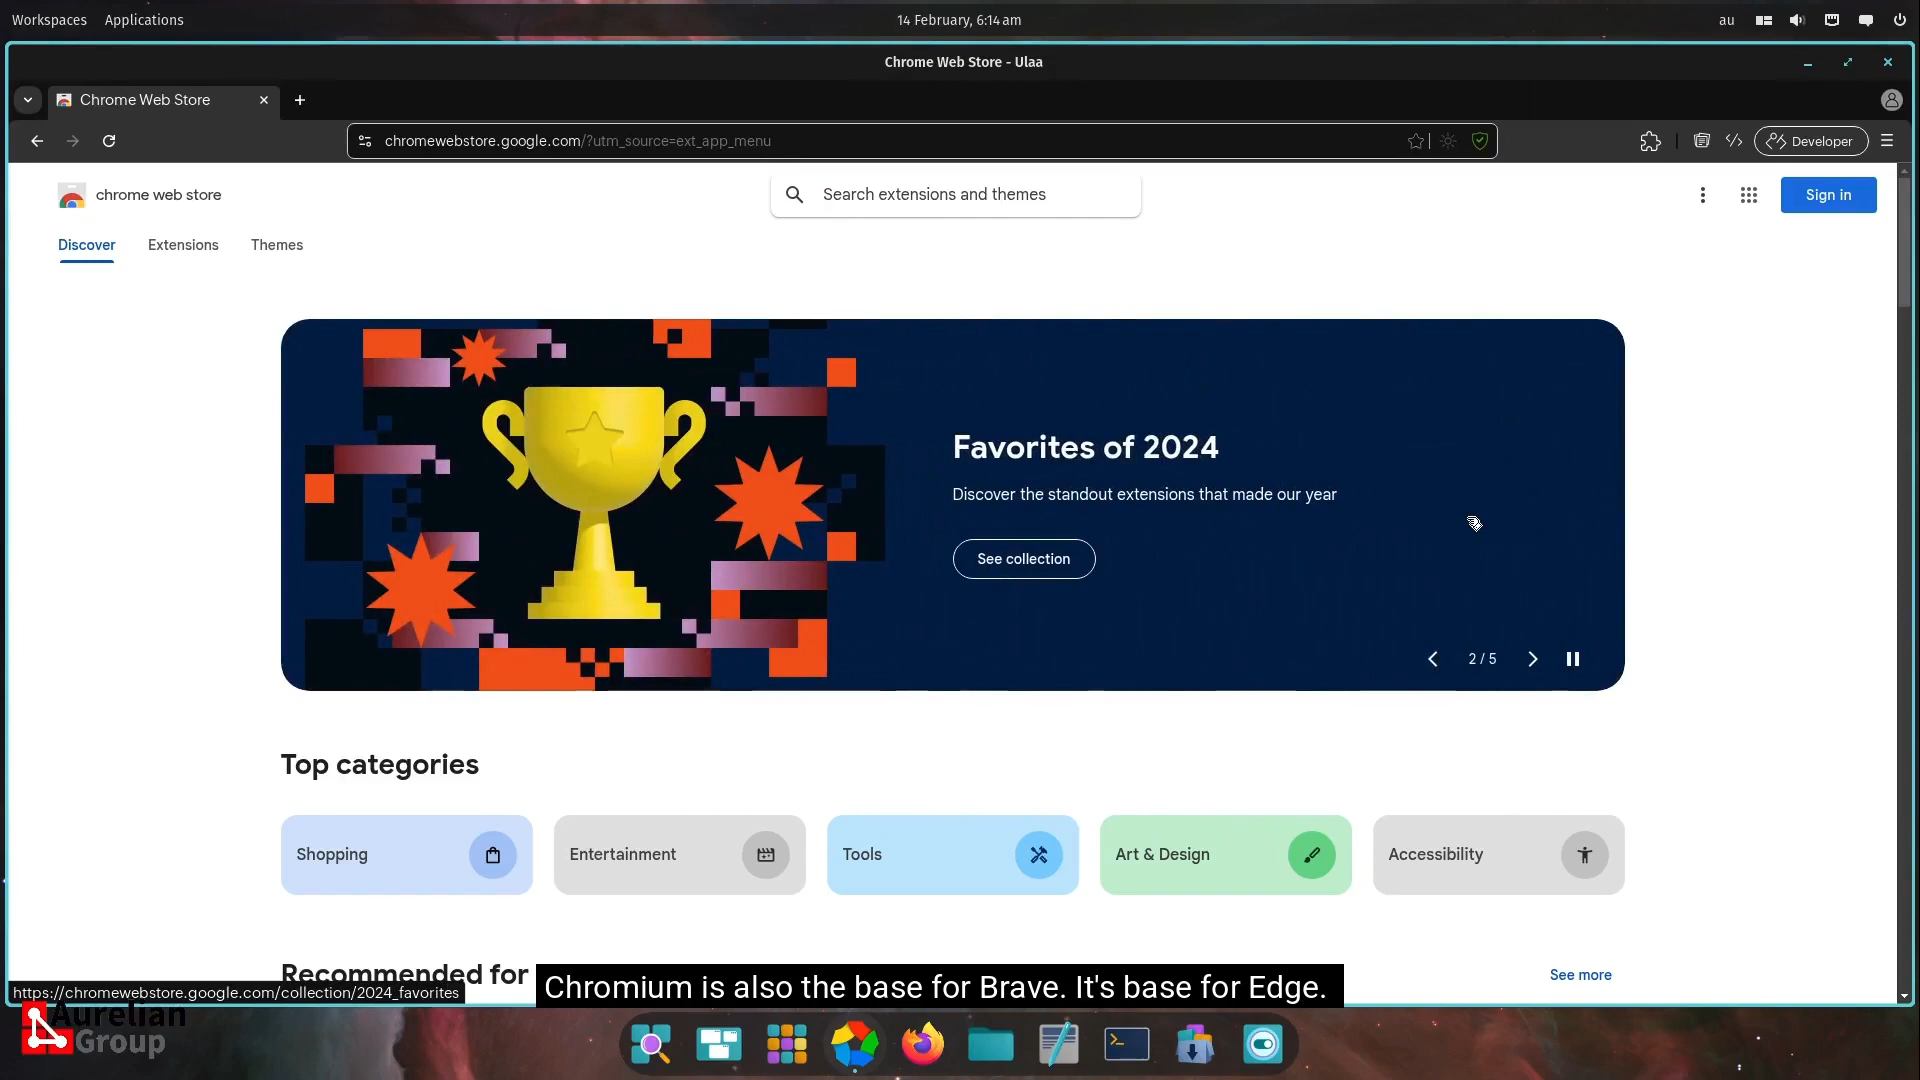 Workspaces Applications 14 February, 6:14 am au
Chrome Web Store - Ulaa
Chrome Web Store
chromewebstore.google.com/?utm_source=ext_app_menu Developer
chrome web store Search extensions and themes Sign in
Discover Extensions Themes
Favorites of 2024
Discover the standout extensions that made our year
See collection
2 / 5
Top categories
Shopping Entertainment Tools Art & Design Accessibility
Recommended for See more
https://chromewebstore.google.com/collection/2024_favorites
Chromium is also the base for Brave. It's base for Edge.
Aurelian
Group